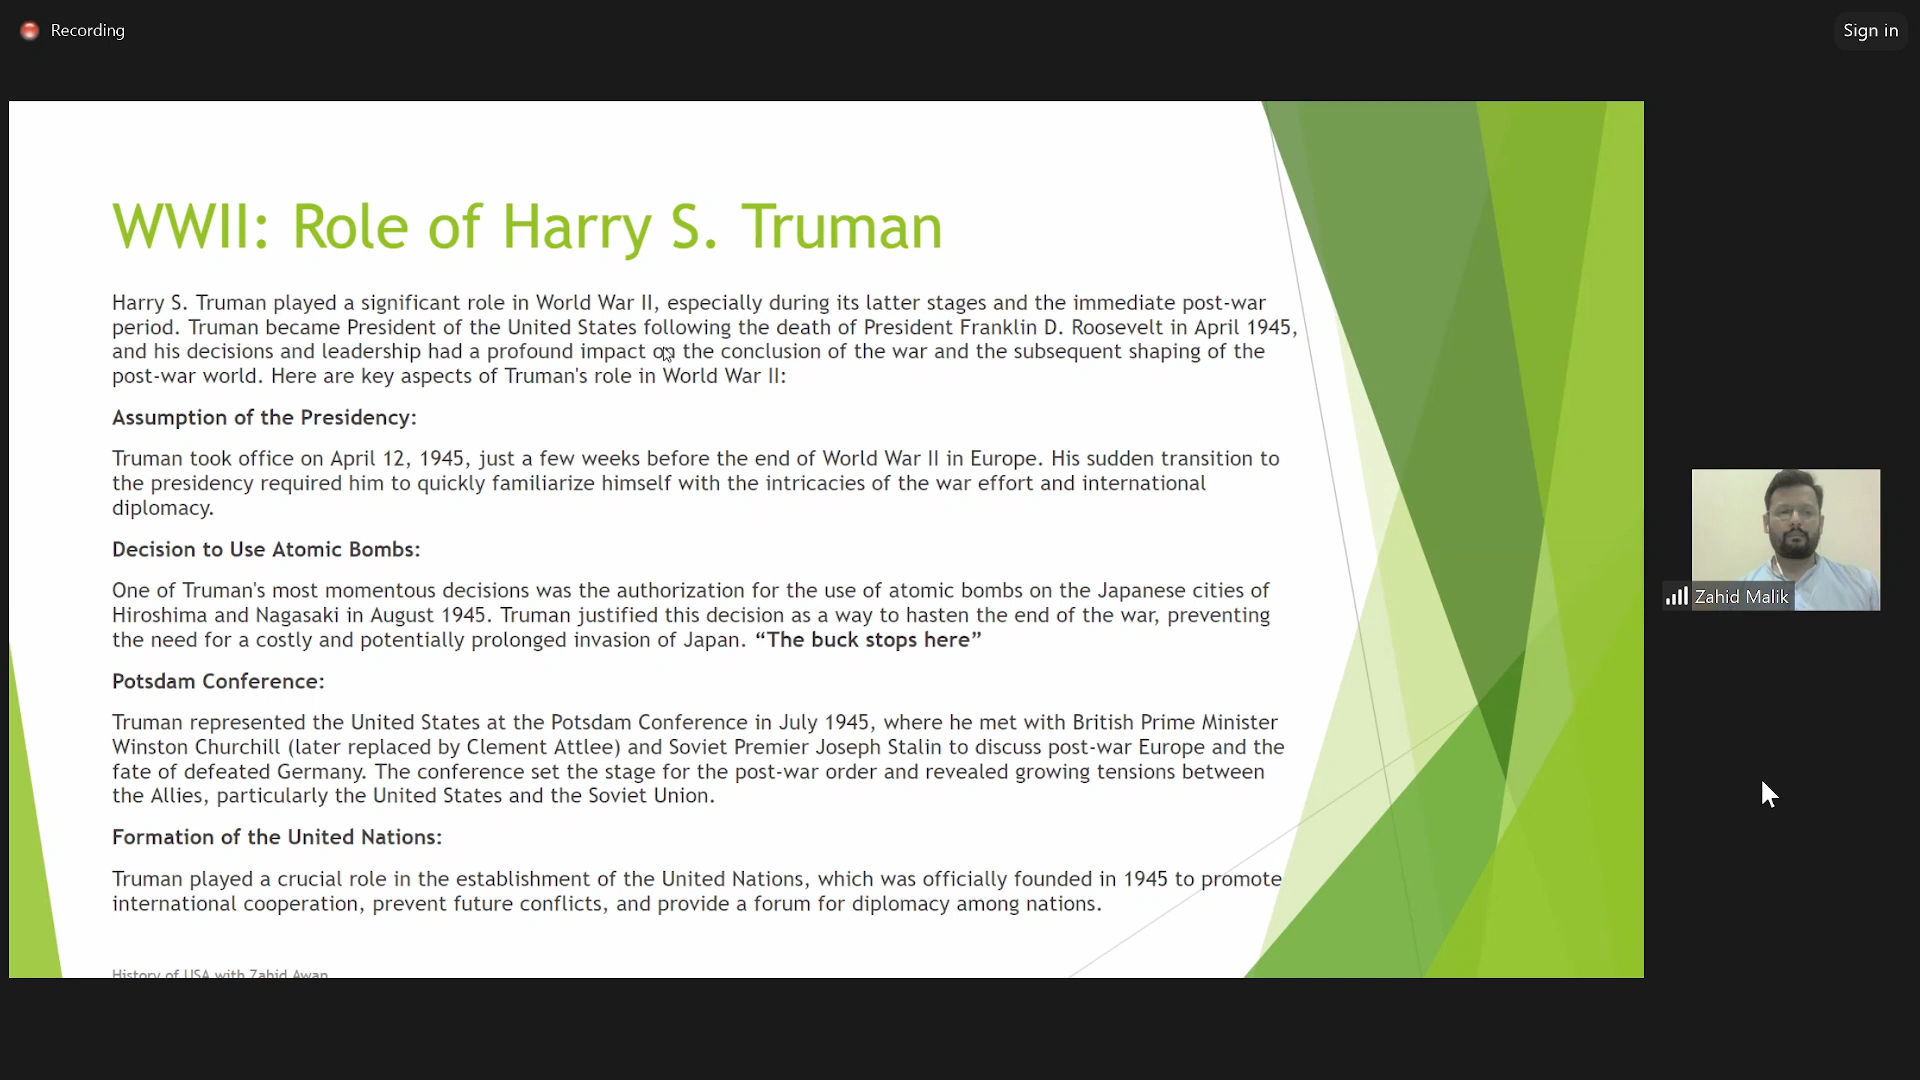 Recording
Sign in
WWII: Role of Harry S. Truman
Harry S. Truman played a significant role in World War II, especially during its latter stages and the immediate post-war
period. Truman became President of the United States following the death of President Franklin D. Roosevelt in April 1945,
and his decisions and leadership had a profound impact on the conclusion of the war and the subsequent shaping of the
post-war world. Here are key aspects of Truman's role in World War II:
Assumption of the Presidency:
Truman took office on April 12, 1945, just a few weeks before the end of World War II in Europe. His sudden transition to
the presidency required him to quickly familiarize himself with the intricacies of the war effort and international
diplomacy.
Decision to Use Atomic Bombs:
One of Truman's most momentous decisions was the authorization for the use of atomic bombs on the Japanese cities of
Hiroshima and Nagasaki in August 1945. Truman justified this decision as a way to hasten the end of the war, preventing
the need for a costly and potentially prolonged invasion of Japan. “The buck stops here”
Potsdam Conference:
Truman represented the United States at the Potsdam Conference in July 1945, where he met with British Prime Minister
Winston Churchill (later replaced by Clement Attlee) and Soviet Premier Joseph Stalin to discuss post-war Europe and the
fate of defeated Germany. The conference set the stage for the post-war order and revealed growing tensions between
the Allies, particularly the United States and the Soviet Union.
Formation of the United Nations:
Truman played a crucial role in the establishment of the United Nations, which was officially founded in 1945 to promote
international cooperation, prevent future conflicts, and provide a forum for diplomacy among nations.
History of USA with Zahid Awan
Zahid Malik